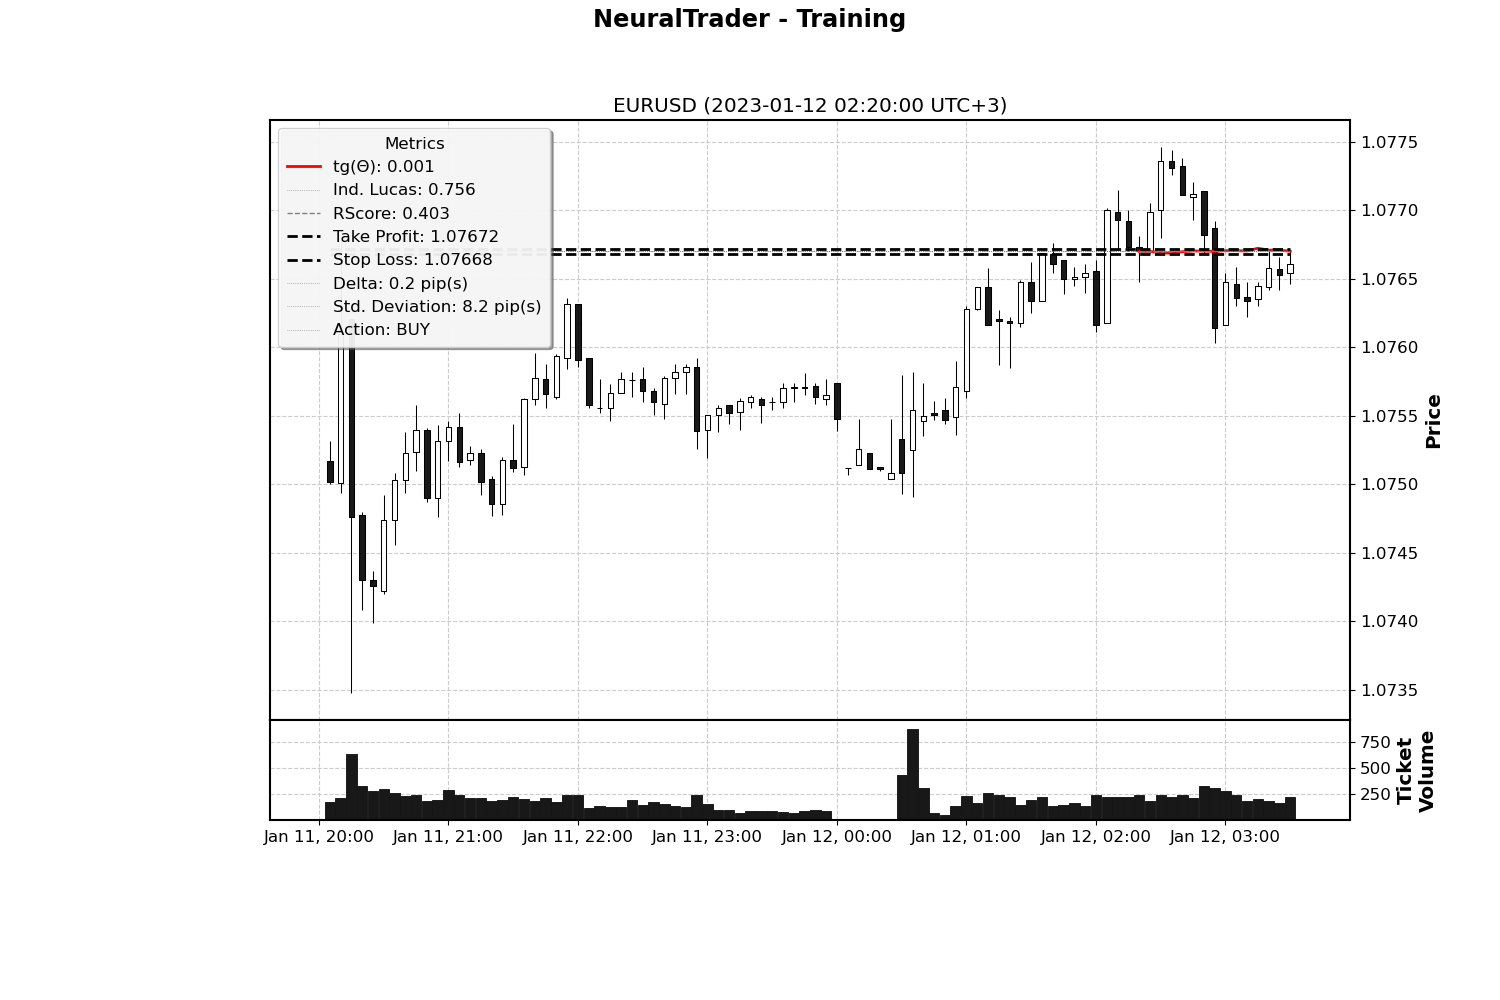 NeuralTrader - Training
EURUSD (2023-01-12 02:20:00 UTC+3)
Metrics
tg(Θ): 0.001
Ind. Lucas: 0.756
RScore: 0.403
Take Profit: 1.07672
Stop Loss: 1.07668
Delta: 0.2 pip(s)
Std. Deviation: 8.2 pip(s)
Action: BUY
1.0775
1.0770
1.0765
1.0760
1.0755
1.0750
1.0745
1.0740
1.0735
Price
750
500
250
Ticket
Volume
Jan 11, 20:00 Jan 11, 21:00 Jan 11, 22:00 Jan 11, 23:00 Jan 12, 00:00 Jan 12, 01:00 Jan 12, 02:00 Jan 12, 03:00